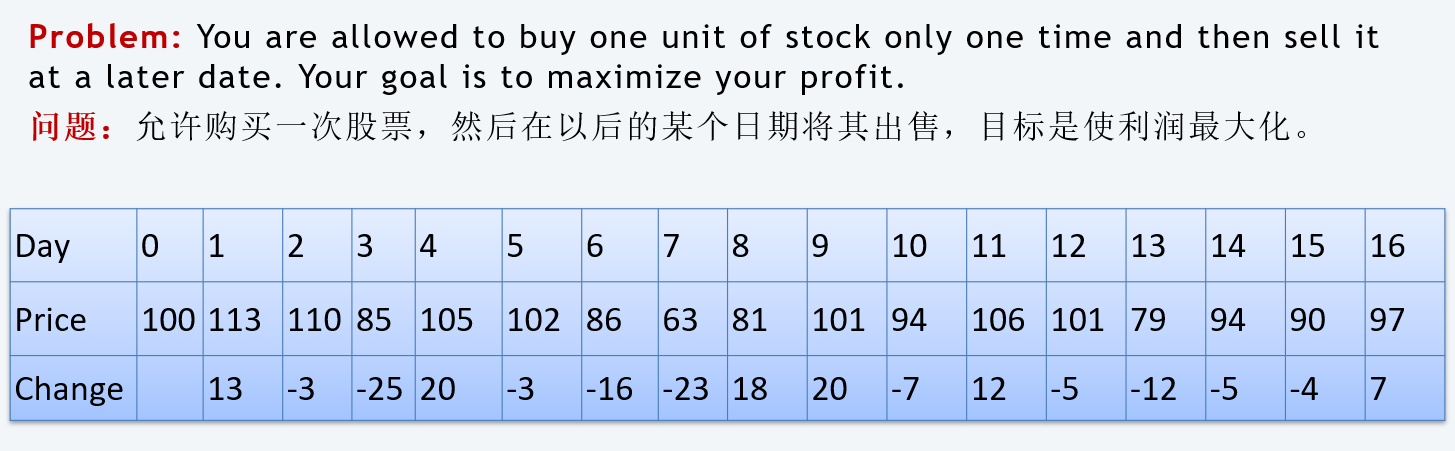 Problem: You are allowed to buy one unit of stock only one time and then sell it
at a later date. Your goal is to maximize your profit.
问题：允许购买一次股票，然后在以后的某个日期将其出售，目标是使利润最大化。
Day 0 1 2 3 4 5 6 7 8 9 10 11 12 13 14 15 16
Price 100 113 110 85 105 102 86 63 81 101 94 106 101 79 94 90 97
Change 13 -3 -25 20 -3 -16 -23 18 20 -7 12 -5 -12 -5 -4 7